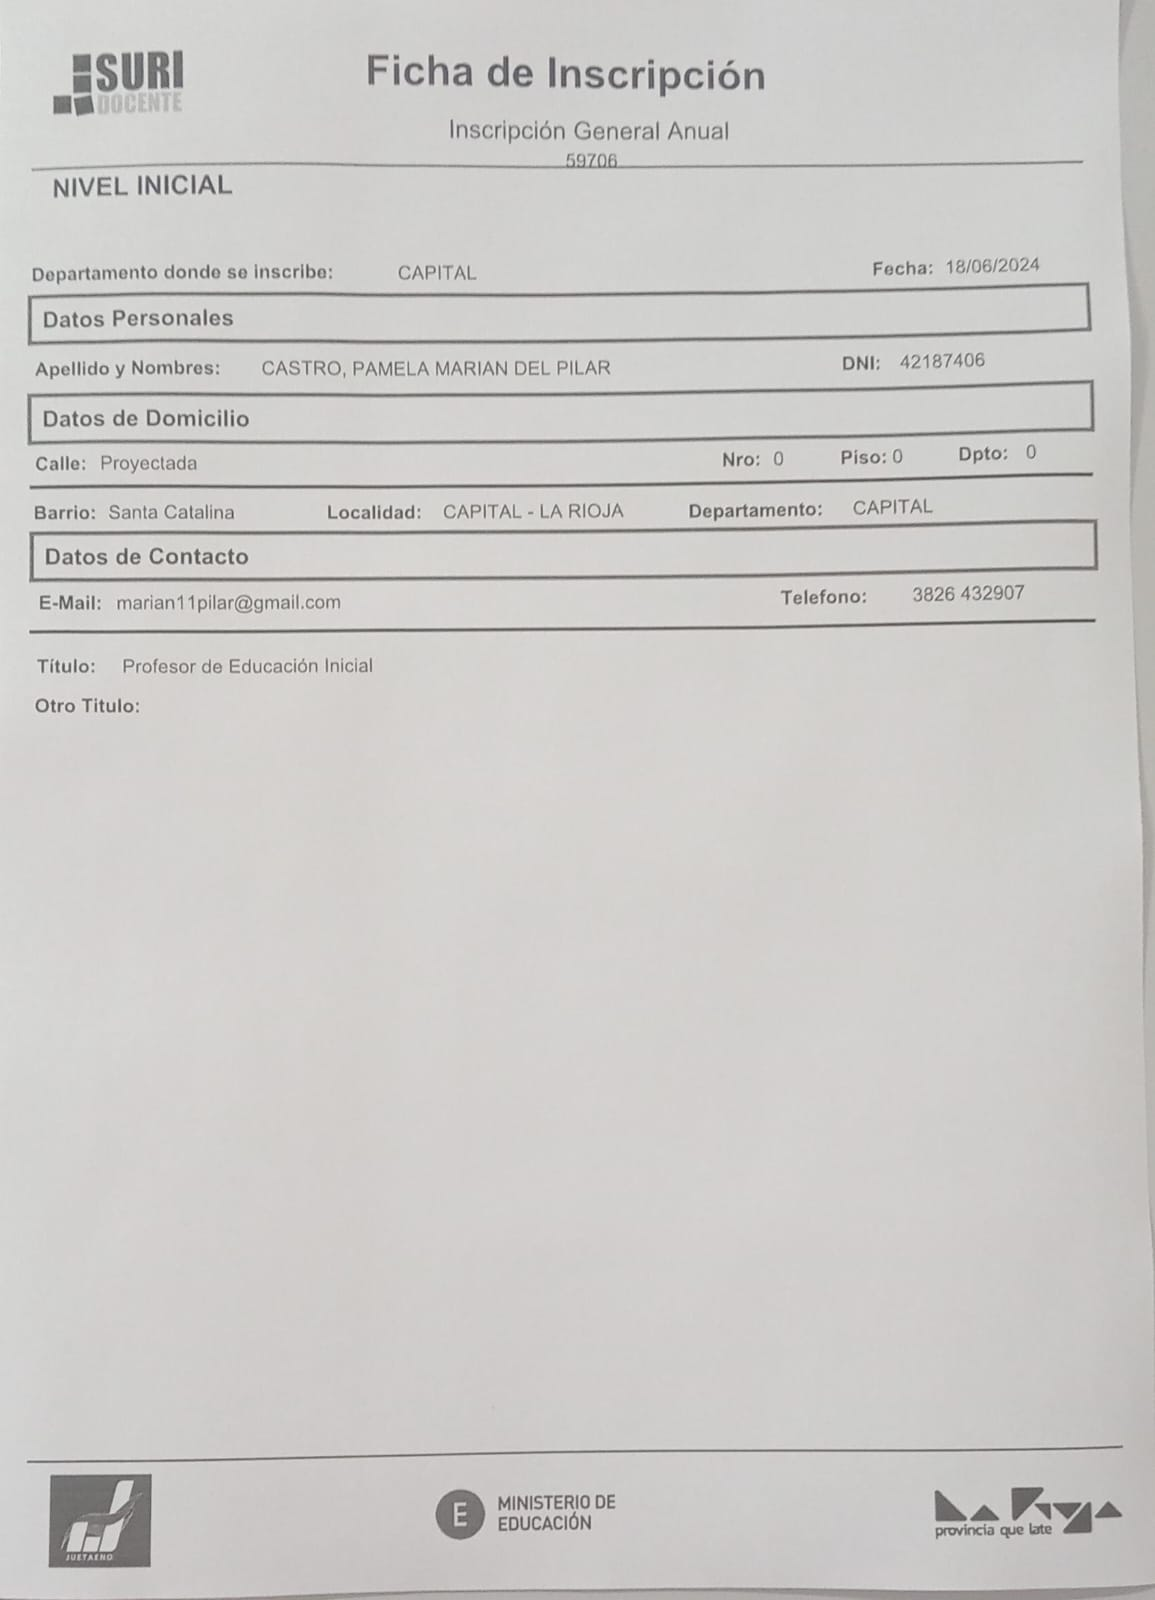 SURI
DOCENTE
Ficha de Inscripción
Inscripción General Anual
59706
NIVEL INICIAL
Departamento donde se inscribe: CAPITAL Fecha: 18/06/2024
Datos Personales
Apellido y Nombres: CASTRO, PAMELA MARIAN DEL PILAR DNI: 42187406
Datos de Domicilio
Calle: Proyectada Nro: 0 Piso: 0 Dpto: 0
Barrio: Santa Catalina Localidad: CAPITAL - LA RIOJA Departamento: CAPITAL
Datos de Contacto
E-Mail: marian11pilar@gmail.com Telefono: 3826 432907
Título: Profesor de Educación Inicial
Otro Titulo:
JUETAENO
E MINISTERIO DE
EDUCACIÓN
La Rioja
provincia que late